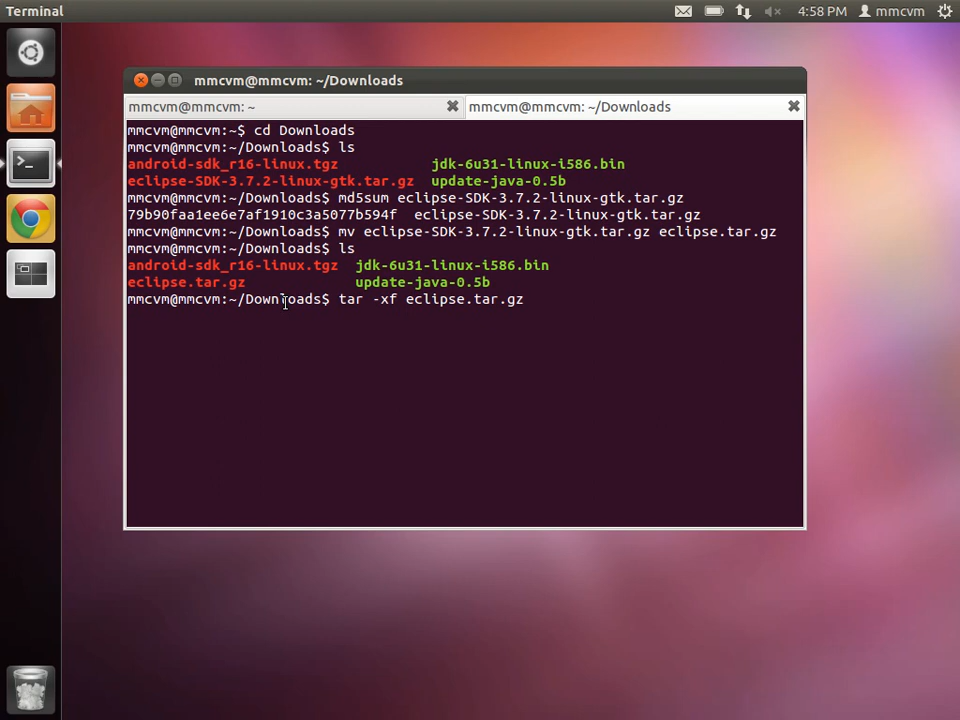 Terminal
4:58 PM mmcvm
mmcvm@mmcvm: ~/Downloads
mmcvm@mmcvm: ~ mmcvm@mmcvm: ~/Downloads
mmcvm@mmcvm:~$ cd Downloads
mmcvm@mmcvm:~/Downloads$ ls
android-sdk_r16-linux.tgz jdk-6u31-linux-i586.bin
eclipse-SDK-3.7.2-linux-gtk.tar.gz update-java-0.5b
mmcvm@mmcvm:~/Downloads$ md5sum eclipse-SDK-3.7.2-linux-gtk.tar.gz
79b90faa1ee6e7af1910c3a5077b594f eclipse-SDK-3.7.2-linux-gtk.tar.gz
mmcvm@mmcvm:~/Downloads$ mv eclipse-SDK-3.7.2-linux-gtk.tar.gz eclipse.tar.gz
mmcvm@mmcvm:~/Downloads$ ls
android-sdk_r16-linux.tgz jdk-6u31-linux-i586.bin
eclipse.tar.gz update-java-0.5b
mmcvm@mmcvm:~/Downloads$ tar -xf eclipse.tar.gz